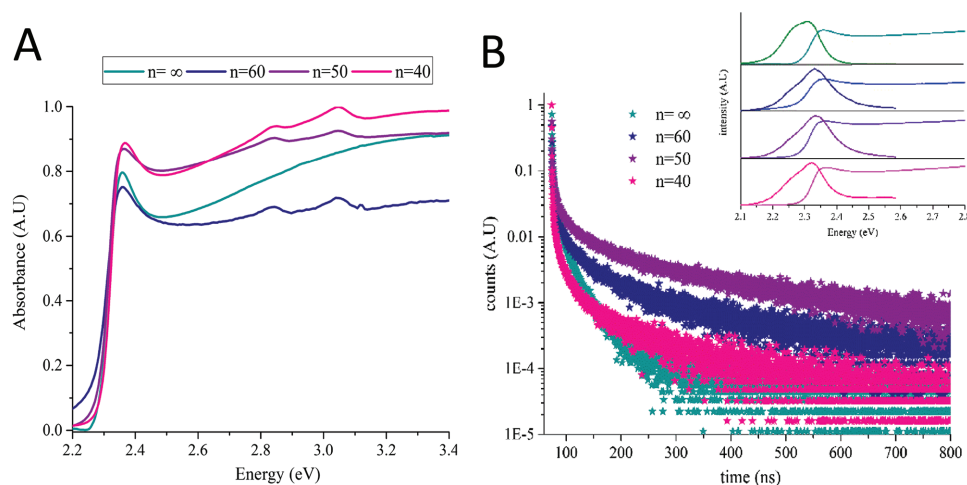 A
n= ∞ n=60 n=50 n=40
1.0
0.8
0.6
0.4
0.2
0.0
Absorbance (A.U)
2.2 2.4 2.6 2.8 3.0 3.2 3.4
Energy (eV)
B
n= ∞
n=60
n=50
n=40
1
0.1
0.01
1E-3
1E-4
1E-5
counts (A.U)
100 200 300 400 500 600 700 800
time (ns)
intensity (A.U)
2.1 2.2 2.3 2.4 2.5 2.6 2.7 2.8
Energy (eV)